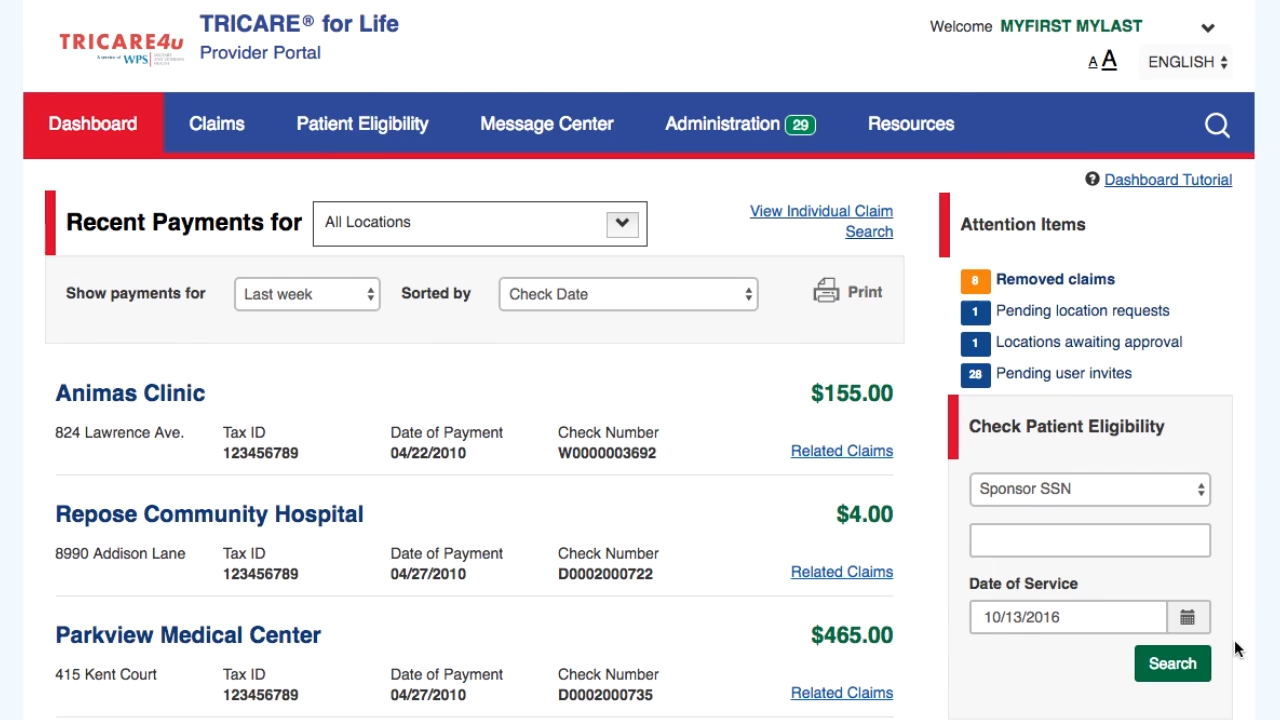 TRICARE4u
A service of WPS
TRICARE® for Life
Provider Portal
Welcome MYFIRST MYLAST
A A
ENGLISH
Dashboard
Claims
Patient Eligibility
Message Center
Administration 29
Resources
Dashboard Tutorial
Recent Payments for
All Locations
View Individual Claim
Search
Show payments for
Last week
Sorted by
Check Date
Print
Animas Clinic
$155.00
824 Lawrence Ave.
Tax ID
123456789
Date of Payment
04/22/2010
Check Number
W0000003692
Related Claims
Repose Community Hospital
$4.00
8990 Addison Lane
Tax ID
123456789
Date of Payment
04/27/2010
Check Number
D0002000722
Related Claims
Parkview Medical Center
$465.00
415 Kent Court
Tax ID
123456789
Date of Payment
04/27/2010
Check Number
D0002000735
Related Claims
Attention Items
8 Removed claims
1 Pending location requests
1 Locations awaiting approval
28 Pending user invites
Check Patient Eligibility
Sponsor SSN
Date of Service
10/13/2016
Search